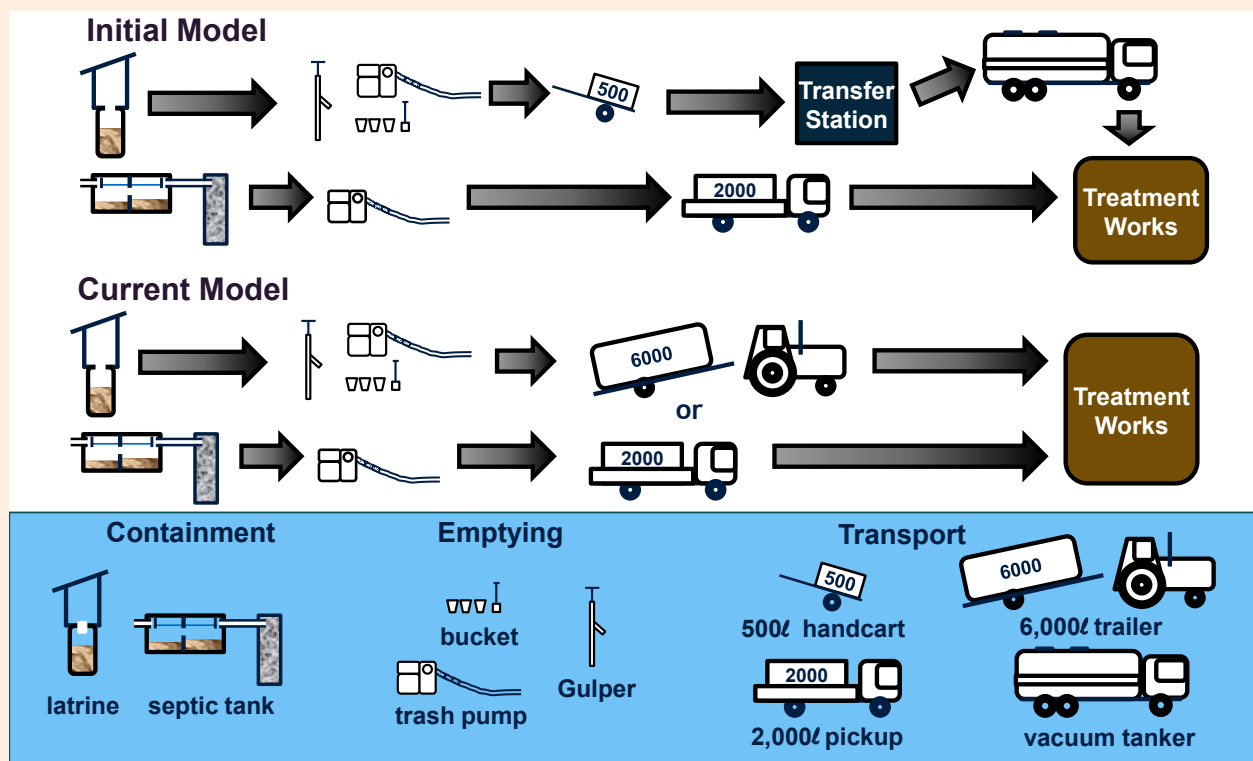 Initial Model
500
Transfer
Station
2000
Treatment
Works
Current Model
6000
or
2000
Treatment
Works
Containment
Emptying
Transport
latrine
septic tank
bucket
trash pump
Gulper
500
500ℓ handcart
6000
6,000ℓ trailer
2000
2,000ℓ pickup
vacuum tanker